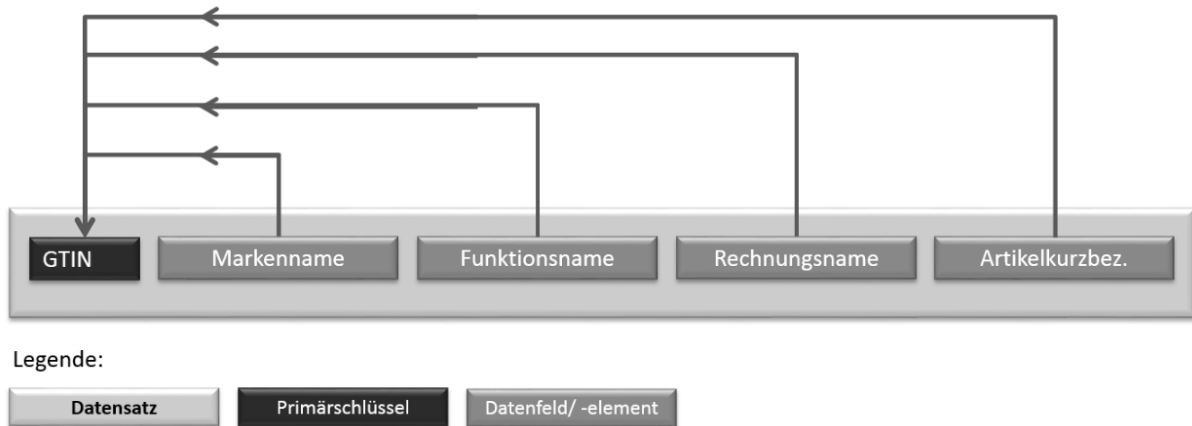 GTIN Markenname Funktionsname Rechnungsname Artikelkurzbez.
Legende:
Datensatz Primärschlüssel Datenfeld/ -element